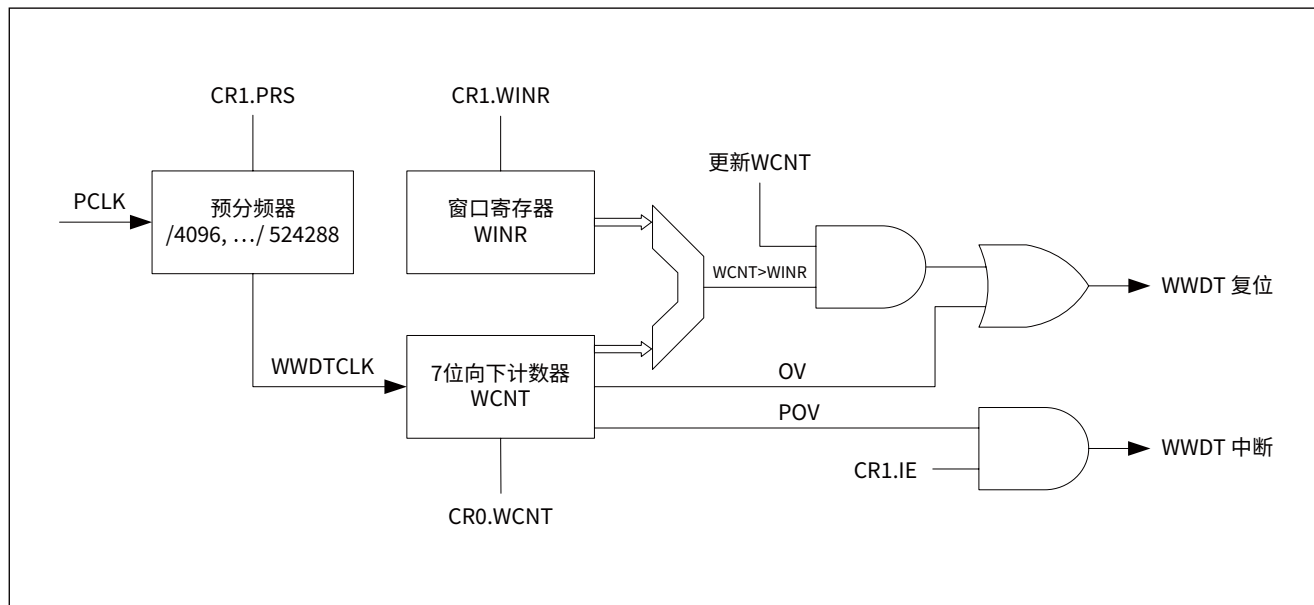 CR1.PRS
CR1.WINR
更新WCNT
PCLK
预分频器
/4096, …/ 524288
窗口寄存器
WINR
WCNT>WINR
WWDT 复位
WWDTCLK
7位向下计数器
WCNT
OV
POV
CR1.IE
WWDT 中断
CR0.WCNT